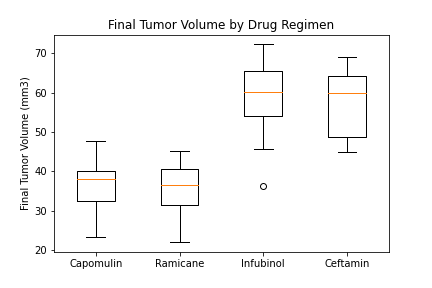 Final Tumor Volume by Drug Regimen
Final Tumor Volume (mm3)
70
60
50
40
30
20
Capomulin Ramicane Infubinol Ceftamin